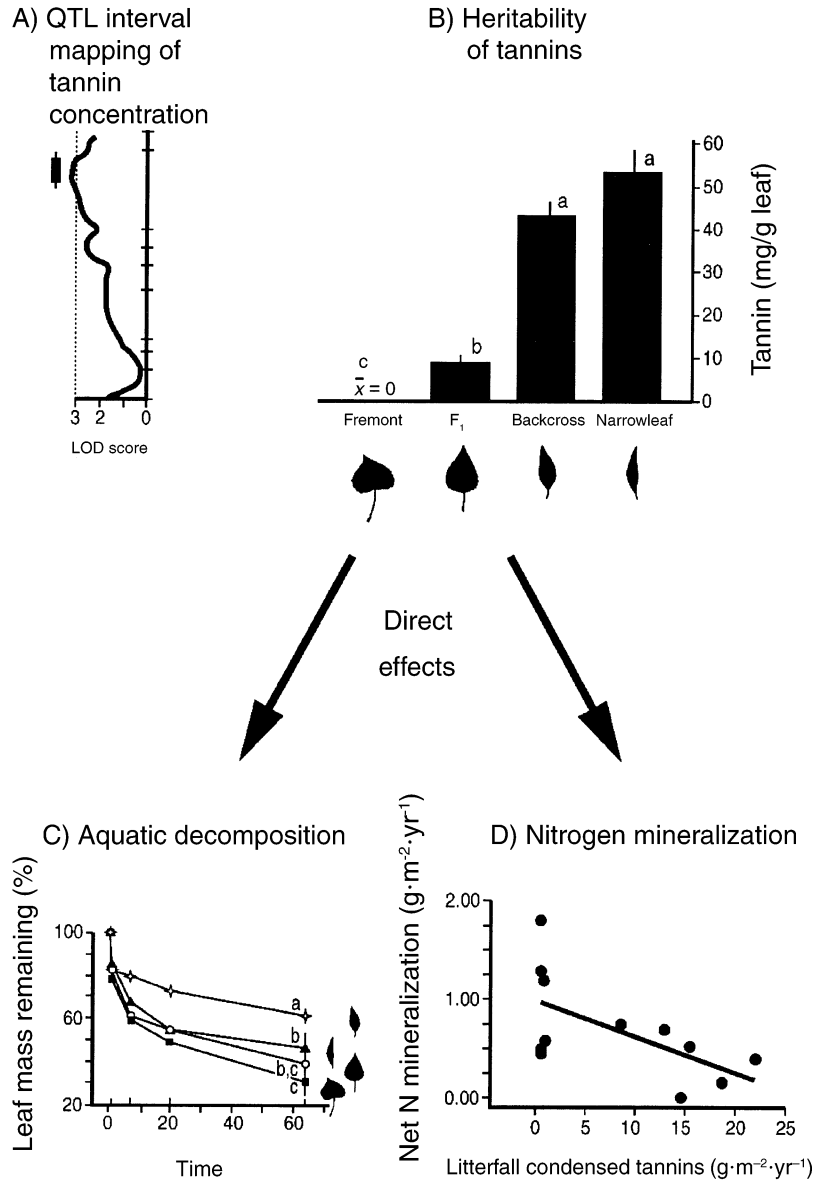 A) QTL interval
mapping of
tannin
concentration
3 2 0
LOD score
B) Heritability
of tannins
a
a
b
c
x̄ = 0
60
50
40
30
20
10
0
Tannin (mg/g leaf)
Fremont F₁ Backcross Narrowleaf
Direct
effects
C) Aquatic decomposition
Leaf mass remaining (%)
100
60
20
a
b
b,c
c
0 20 40 60
Time
D) Nitrogen mineralization
Net N mineralization (g·m⁻²·yr⁻¹)
2.00
1.00
0.00
0 5 10 15 20 25
Litterfall condensed tannins (g·m⁻²·yr⁻¹)